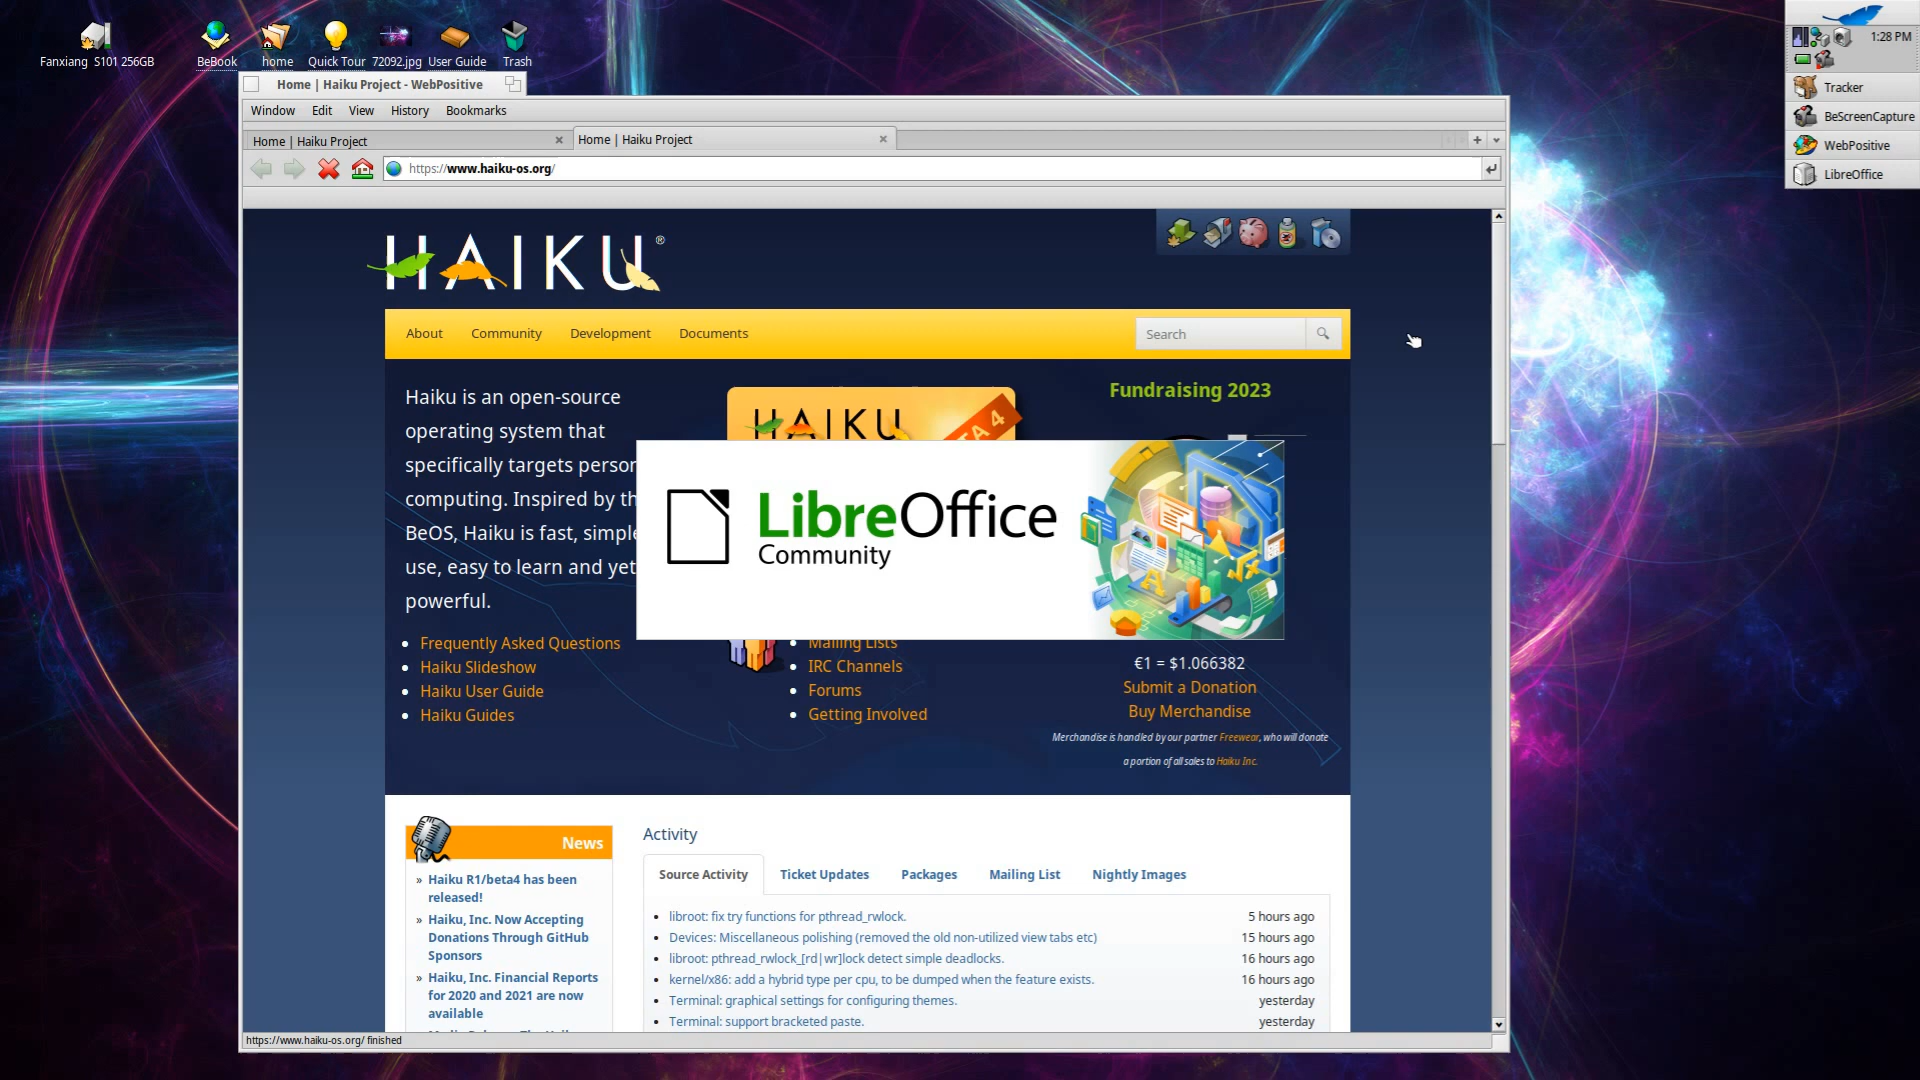 Fanxiang S101 256GB
BeBook
home
Quick Tour
72092.jpg
User Guide
Trash
1:28 PM
Tracker
BeScreenCapture
WebPositive
LibreOffice
Home | Haiku Project - WebPositive
Window Edit View History Bookmarks
Home | Haiku Project
Home | Haiku Project
https://www.haiku-os.org/
HAIKU®
About Community Development Documents
Search
Haiku is an open-source
operating system that
specifically targets person
computing. Inspired by th
BeOS, Haiku is fast, simple
use, easy to learn and yet
powerful.
Frequently Asked Questions
Haiku Slideshow
Haiku User Guide
Haiku Guides
HAIKU
TA 4
Mailing Lists
IRC Channels
Forums
Getting Involved
Fundraising 2023
€1 = $1.066382
Submit a Donation
Buy Merchandise
Merchandise is handled by our partner Freewear, who will donate
a portion of all sales to Haiku Inc.
LibreOffice
Community
News
» Haiku R1/beta4 has been
released!
» Haiku, Inc. Now Accepting
Donations Through GitHub
Sponsors
» Haiku, Inc. Financial Reports
for 2020 and 2021 are now
available
Activity
Source Activity Ticket Updates Packages Mailing List Nightly Images
libroot: fix try functions for pthread_rwlock. 5 hours ago
Devices: Miscellaneous polishing (removed the old non-utilized view tabs etc) 15 hours ago
libroot: pthread_rwlock_[rd|wr]lock detect simple deadlocks. 16 hours ago
kernel/x86: add a hybrid type per cpu, to be dumped when the feature exists. 16 hours ago
Terminal: graphical settings for configuring themes. yesterday
Terminal: support bracketed paste. yesterday
https://www.haiku-os.org/ finished